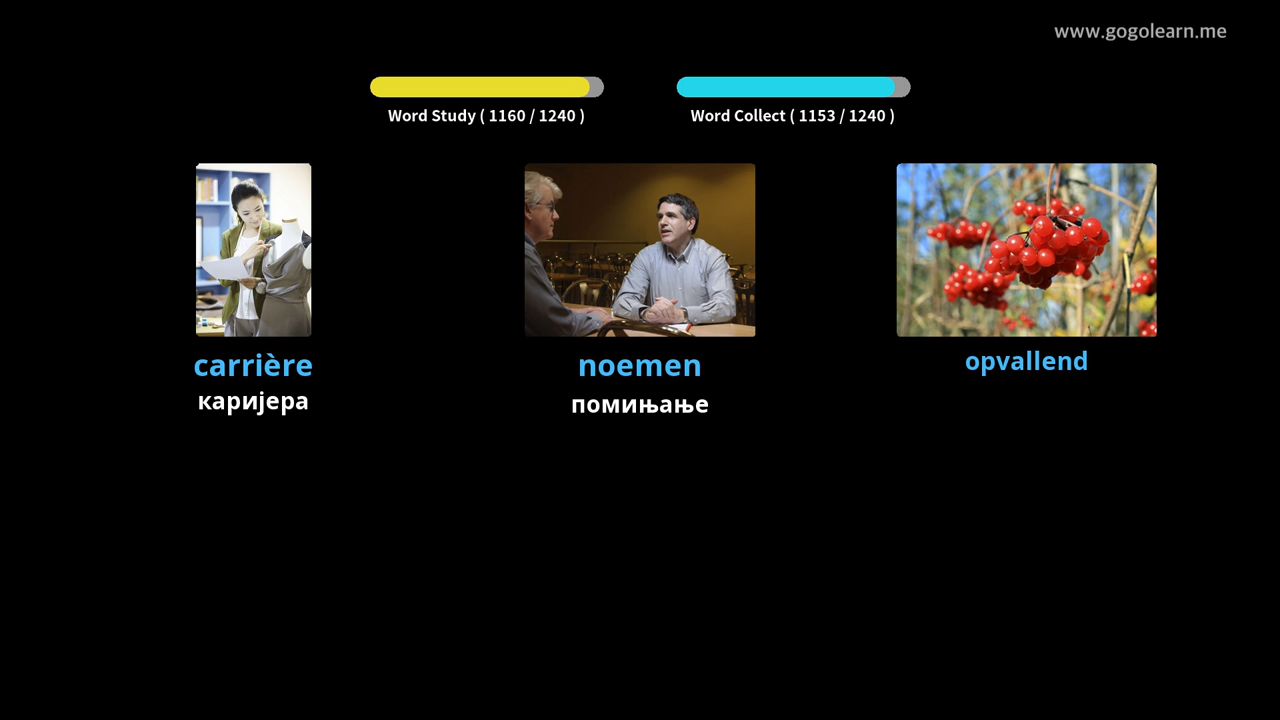 www.gogolearn.me
Word Study ( 1160 / 1240 )
Word Collect ( 1153 / 1240 )
carrière
каријера
noemen
помињање
opvallend